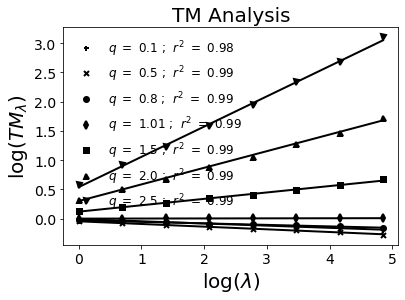 TM Analysis
q = 0.1 ; r² = 0.98
q = 0.5 ; r² = 0.99
q = 0.8 ; r² = 0.99
q = 1.01 ; r² = 0.99
q = 1.5 ; r² = 0.99
q = 2.0 ; r² = 0.99
q = 2.5 ; r² = 0.99
3.0
2.5
2.0
1.5
1.0
0.5
0.0
log(TM_λ)
0 1 2 3 4 5
log(λ)